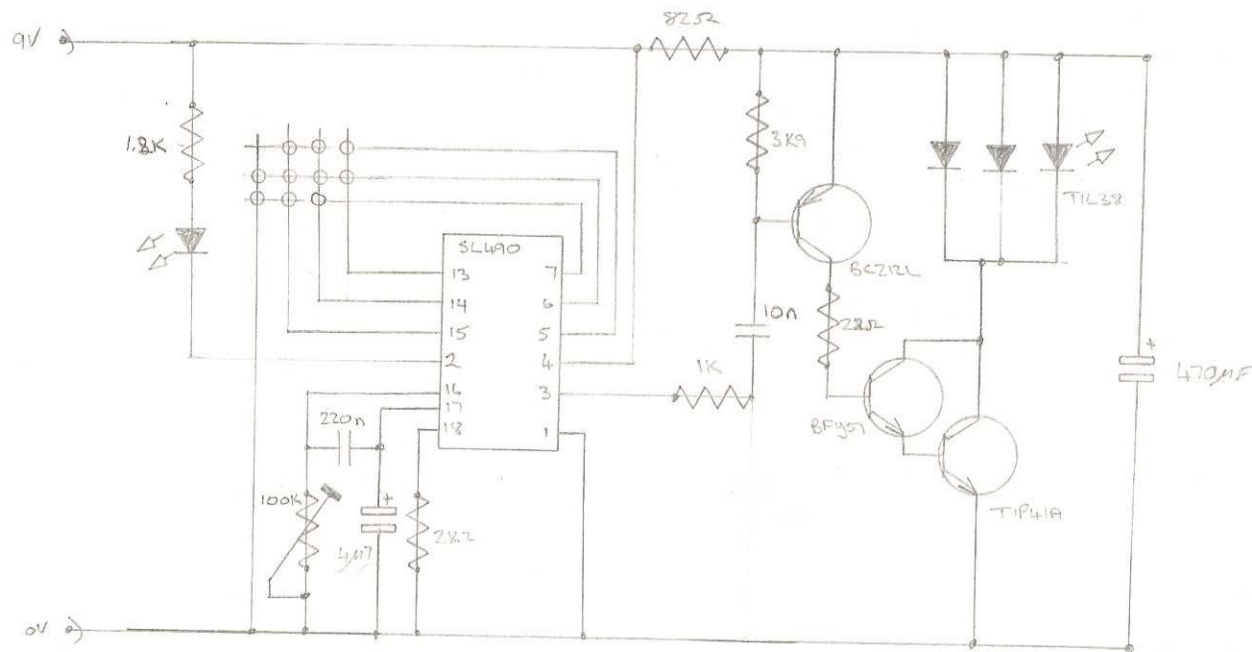 9V
82Ω
1.8K
3K9
TIL38
SL490
BC212L
13
7
14
6
10n
15
5
22Ω
2
4
1K
470µF
16
3
17
220n
18
1
BFY51
100K
4µ7
2K2
TIP41A
+
+
0V